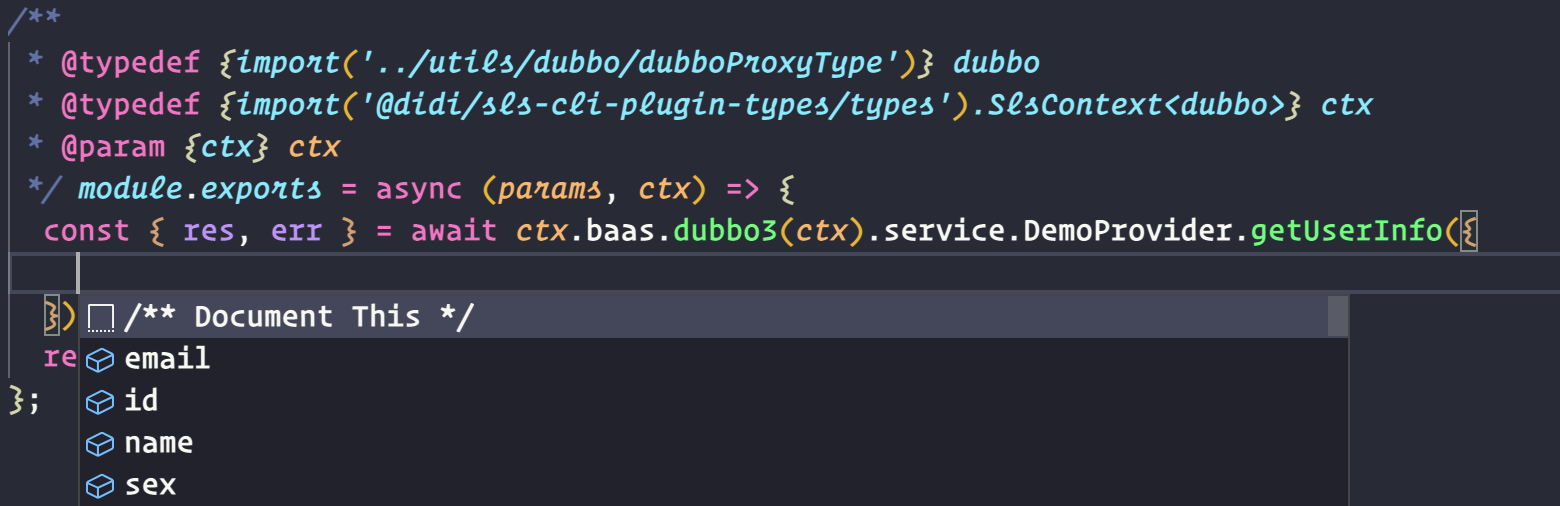 /**
* @typedef {import('../utils/dubbo/dubboProxyType')} dubbo
* @typedef {import('@didi/sls-cli-plugin-types/types').SlsContext<dubbo>} ctx
* @param {ctx} ctx
*/ module.exports = async (params, ctx) => {
const { res, err } = await ctx.baas.dubbo3(ctx).service.DemoProvider.getUserInfo({
}) /** Document This */
re email
}; id
name
sex